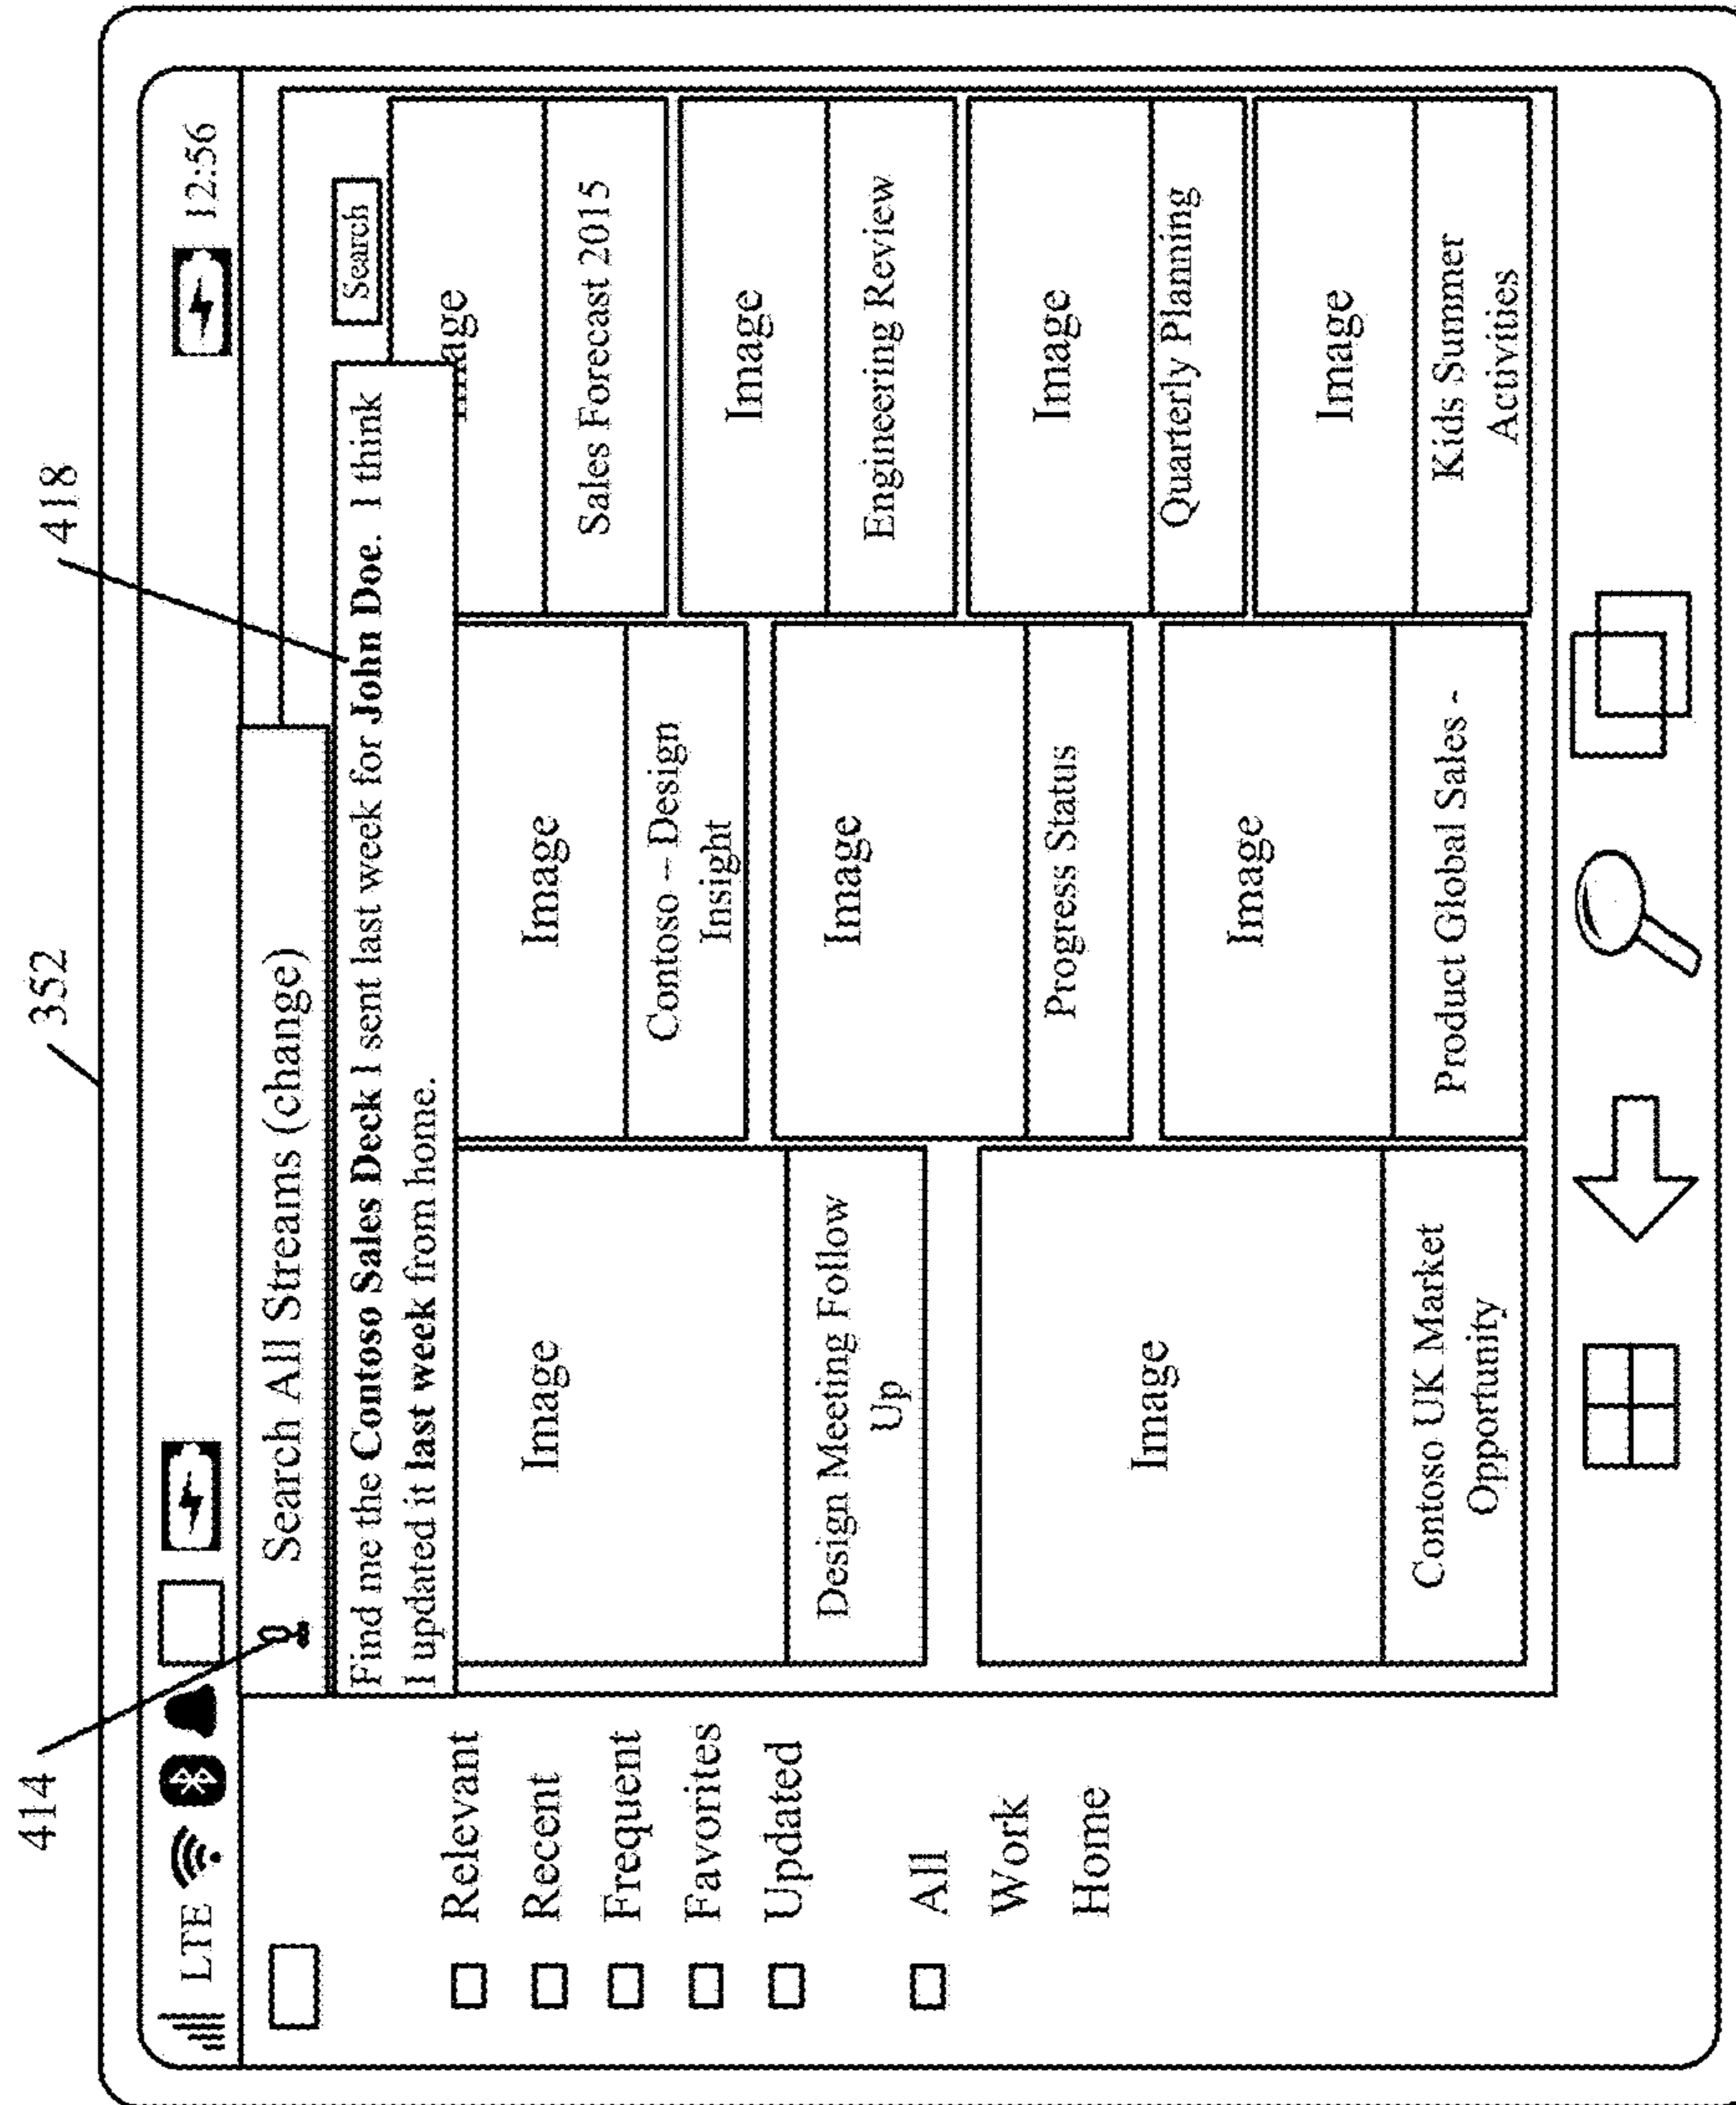 352
414
418
LTE
12:56
Search All Streams (change)
Search
Find me the Contoso Sales Deck I sent last week for John Doe. I think
I updated it last week from home.
Relevant
Recent
Frequent
Favorites
Updated
All
Work
Home
Image
Design Meeting Follow
Up
Image
Contoso UK Market
Opportunity
Image
Contoso – Design
Insight
Image
Progress Status
Image
Product Global Sales -
Image
Sales Forecast 2015
Image
Engineering Review
Image
Quarterly Planning
Image
Kids Summer
Activities